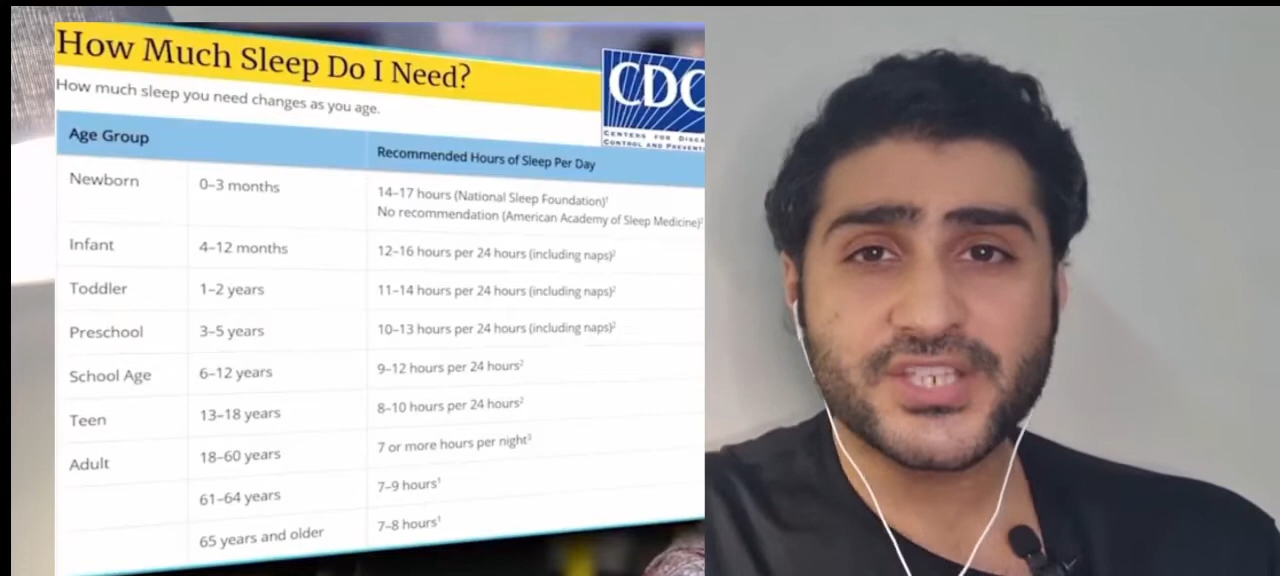 How Much Sleep Do I Need?
How much sleep you need changes as you age.
CDC
CENTERS FOR DISEA
CONTROL AND PREVENTI
Age Group Recommended Hours of Sleep Per Day
Newborn 0–3 months 14–17 hours (National Sleep Foundation)¹
No recommendation (American Academy of Sleep Medicine)²
Infant 4–12 months 12–16 hours per 24 hours (including naps)²
Toddler 1–2 years 11–14 hours per 24 hours (including naps)²
Preschool 3–5 years 10–13 hours per 24 hours (including naps)²
School Age 6–12 years 9–12 hours per 24 hours²
Teen 13–18 years 8–10 hours per 24 hours²
Adult 18–60 years 7 or more hours per night³
61–64 years 7–9 hours¹
65 years and older 7–8 hours¹